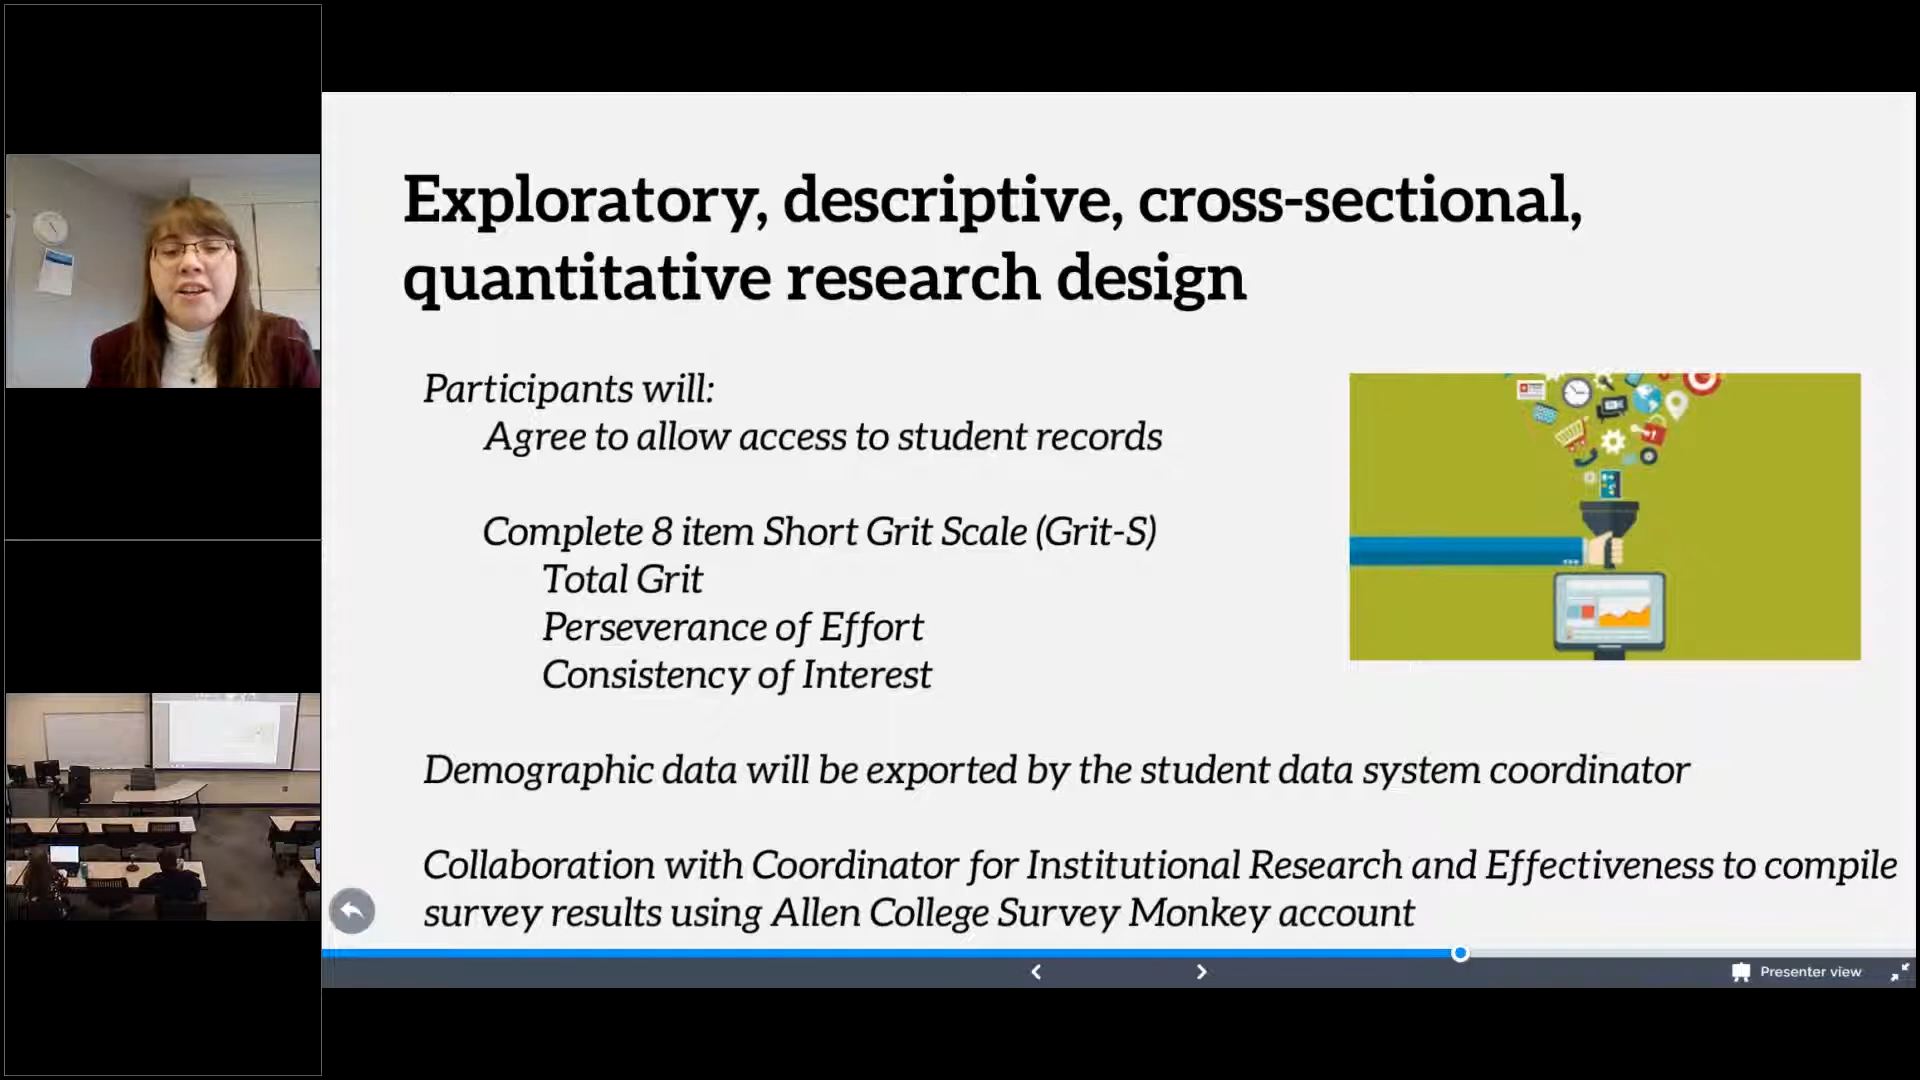 Exploratory, descriptive, cross-sectional,
quantitative research design
Participants will:
Agree to allow access to student records
Complete 8 item Short Grit Scale (Grit-S)
Total Grit
Perseverance of Effort
Consistency of Interest
Demographic data will be exported by the student data system coordinator
Collaboration with Coordinator for Institutional Research and Effectiveness to compile
survey results using Allen College Survey Monkey account
Presenter view